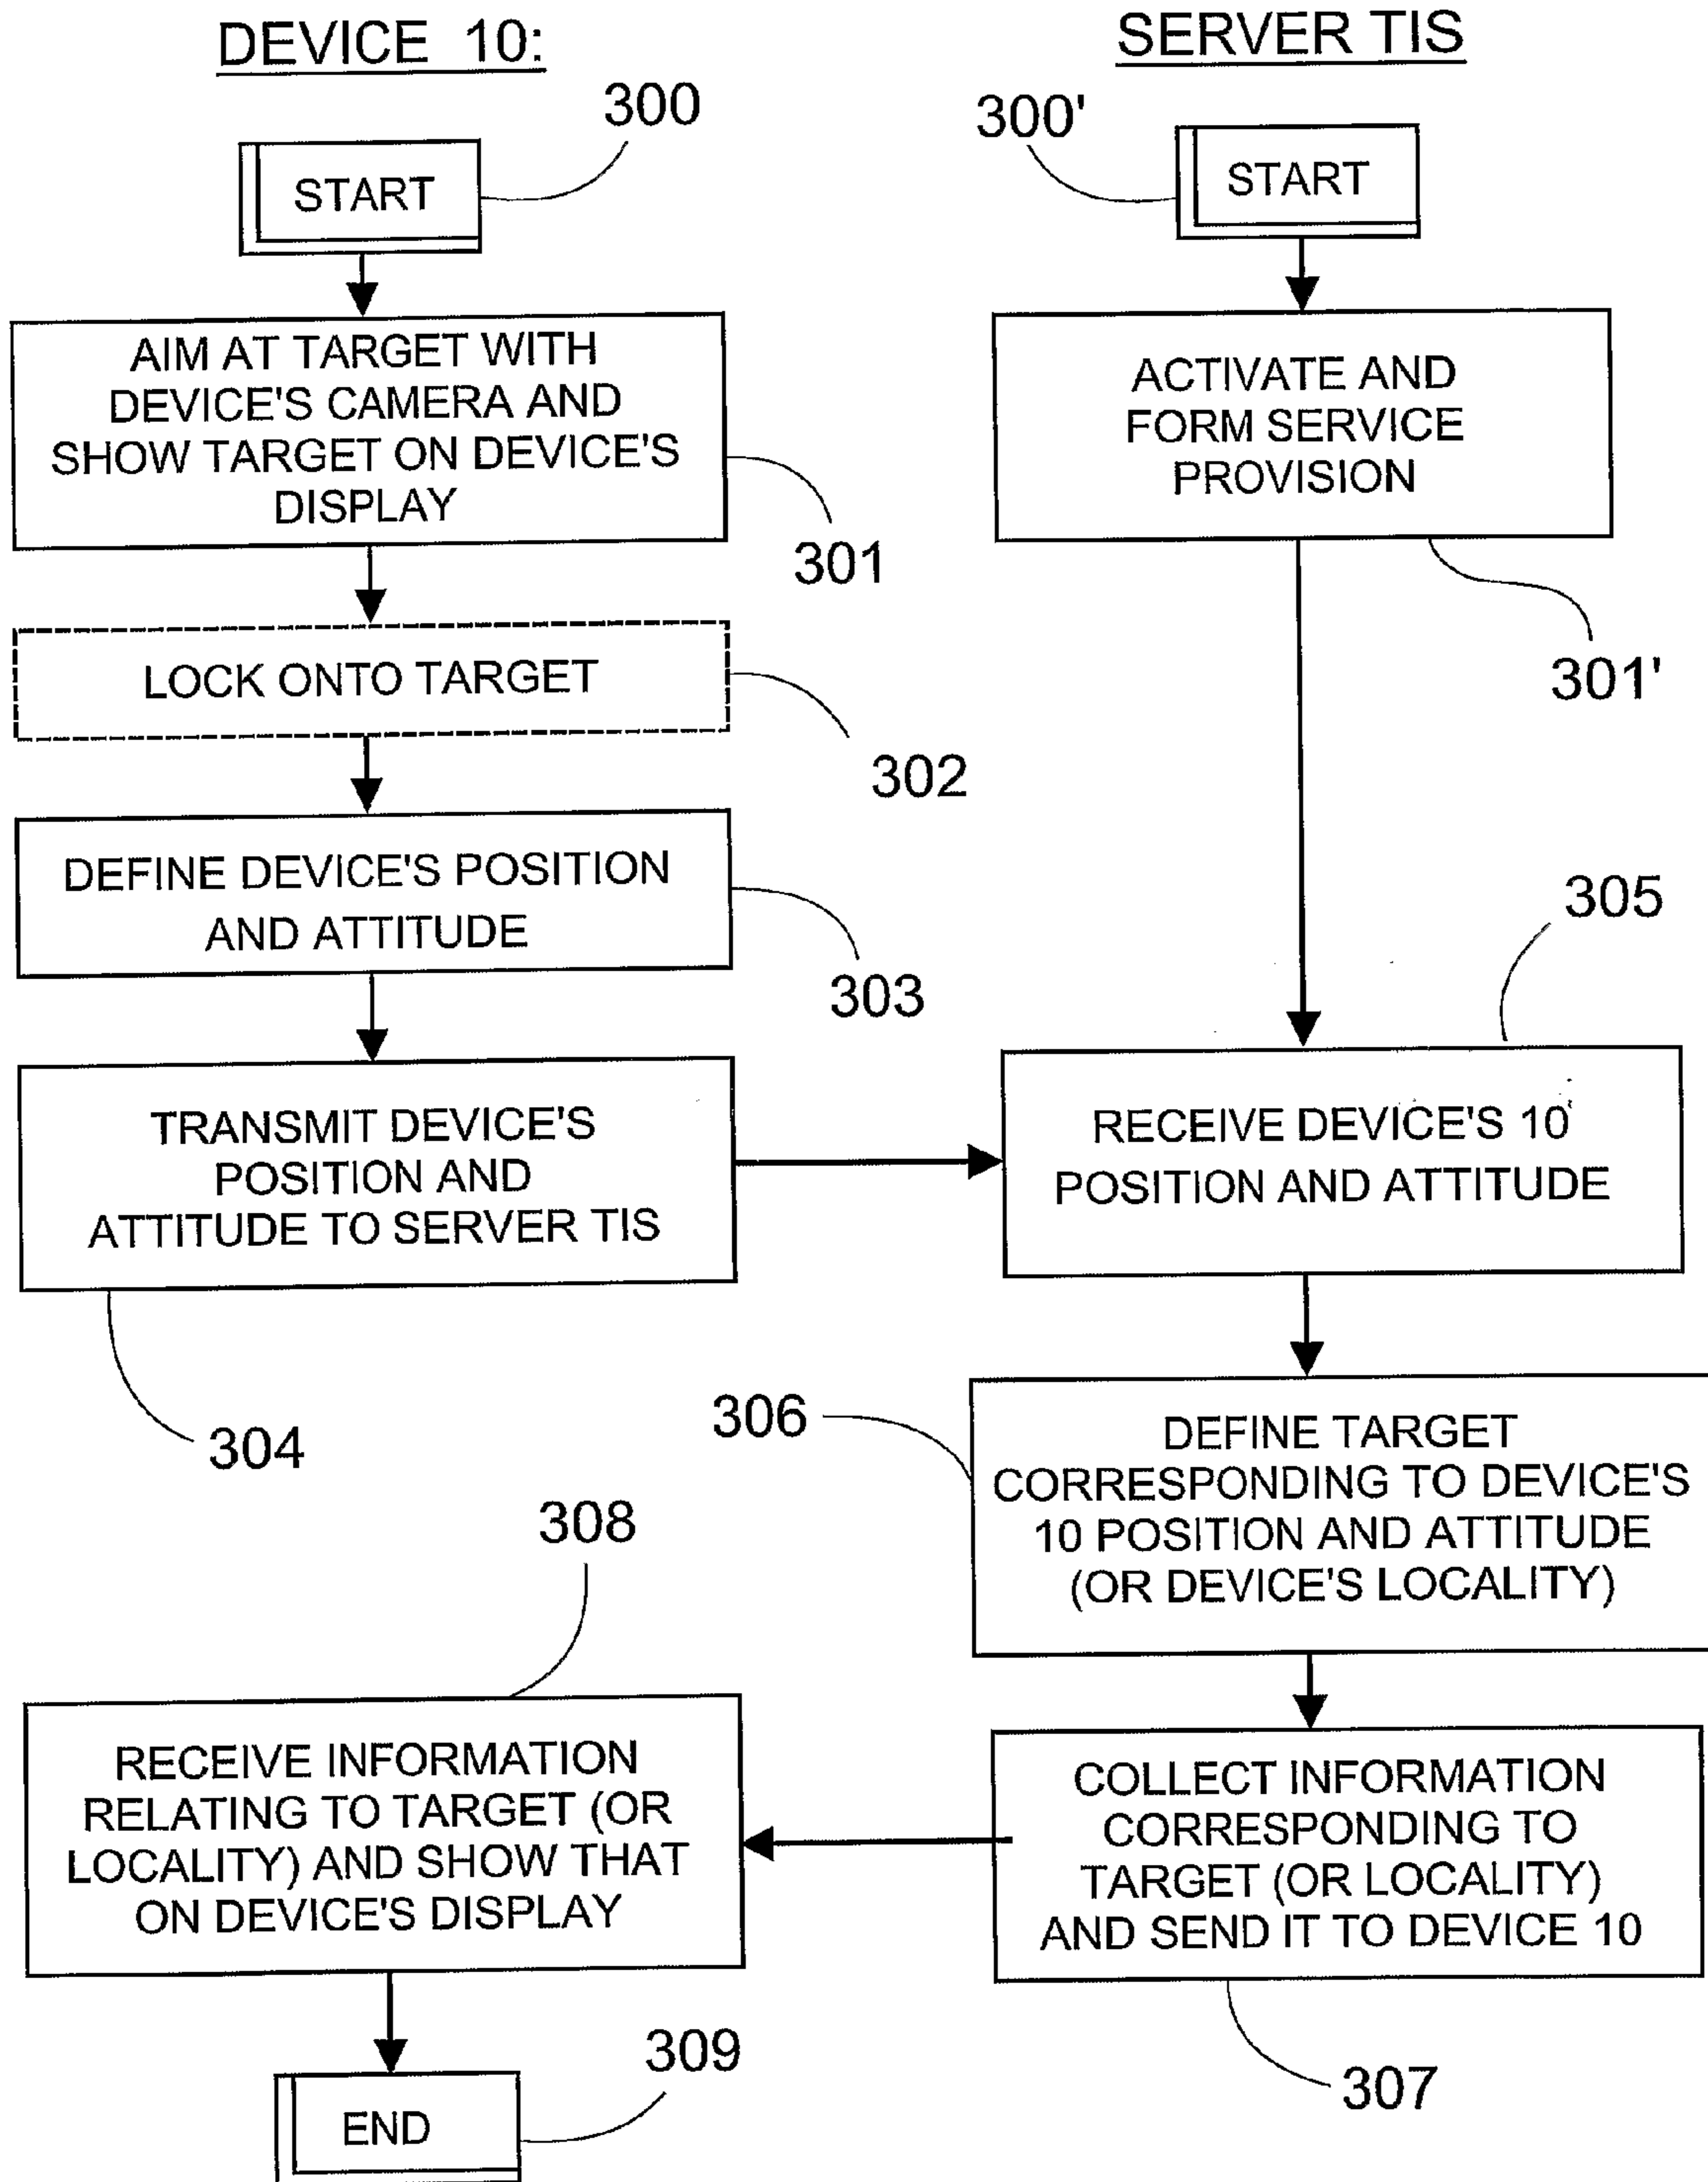 DEVICE 10:
300
START
AIM AT TARGET WITH
DEVICE'S CAMERA AND
SHOW TARGET ON DEVICE'S
DISPLAY
301
LOCK ONTO TARGET
302
DEFINE DEVICE'S POSITION
AND ATTITUDE
303
TRANSMIT DEVICE'S
POSITION AND
ATTITUDE TO SERVER TIS
304
SERVER TIS
300'
START
ACTIVATE AND
FORM SERVICE
PROVISION
301'
305
RECEIVE DEVICE'S 10
POSITION AND ATTITUDE
306
DEFINE TARGET
CORRESPONDING TO DEVICE'S
10 POSITION AND ATTITUDE
(OR DEVICE'S LOCALITY)
COLLECT INFORMATION
CORRESPONDING TO
TARGET (OR LOCALITY)
AND SEND IT TO DEVICE 10
307
308
RECEIVE INFORMATION
RELATING TO TARGET (OR
LOCALITY) AND SHOW THAT
ON DEVICE'S DISPLAY
309
END